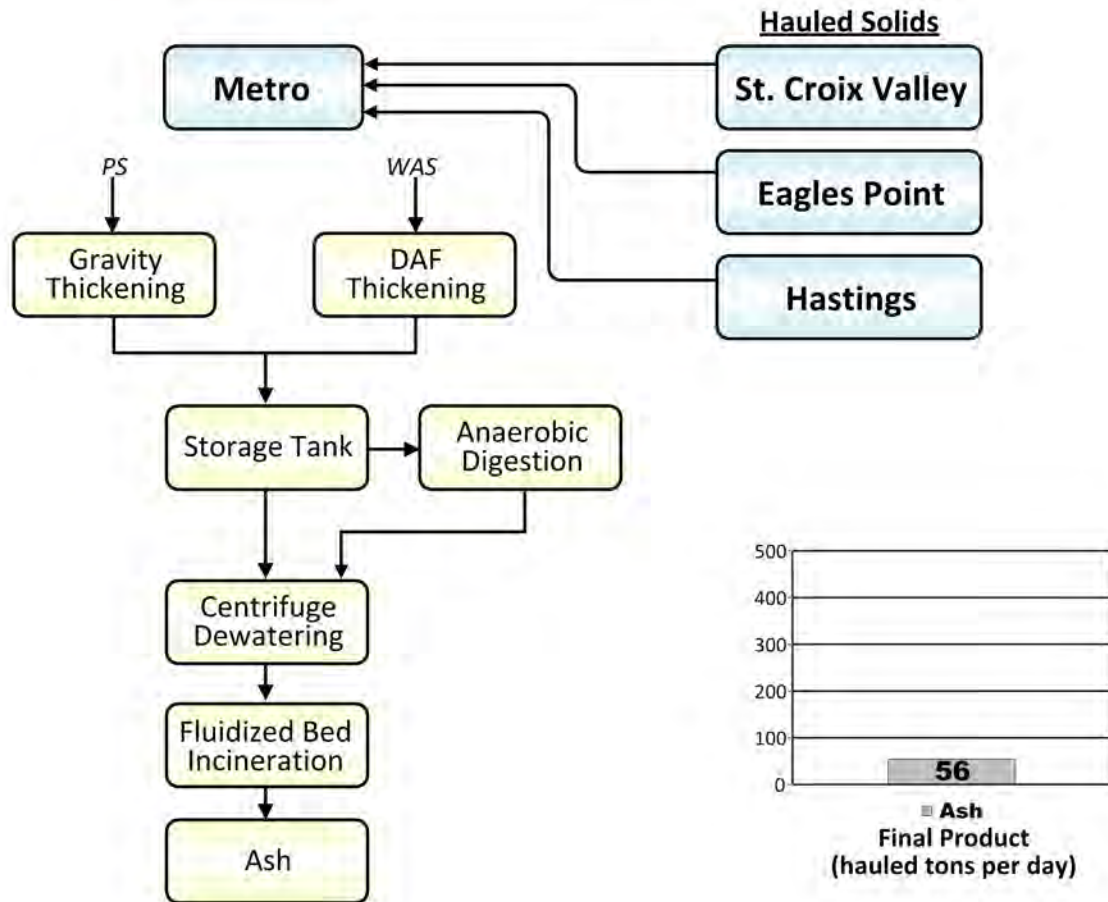 Hauled Solids
Metro
St. Croix Valley
Eagles Point
Hastings
PS
WAS
Gravity
Thickening
DAF
Thickening
Storage Tank
Anaerobic
Digestion
Centrifuge
Dewatering
Fluidized Bed
Incineration
Ash
500
400
300
200
100
0
56
Ash
Final Product
(hauled tons per day)